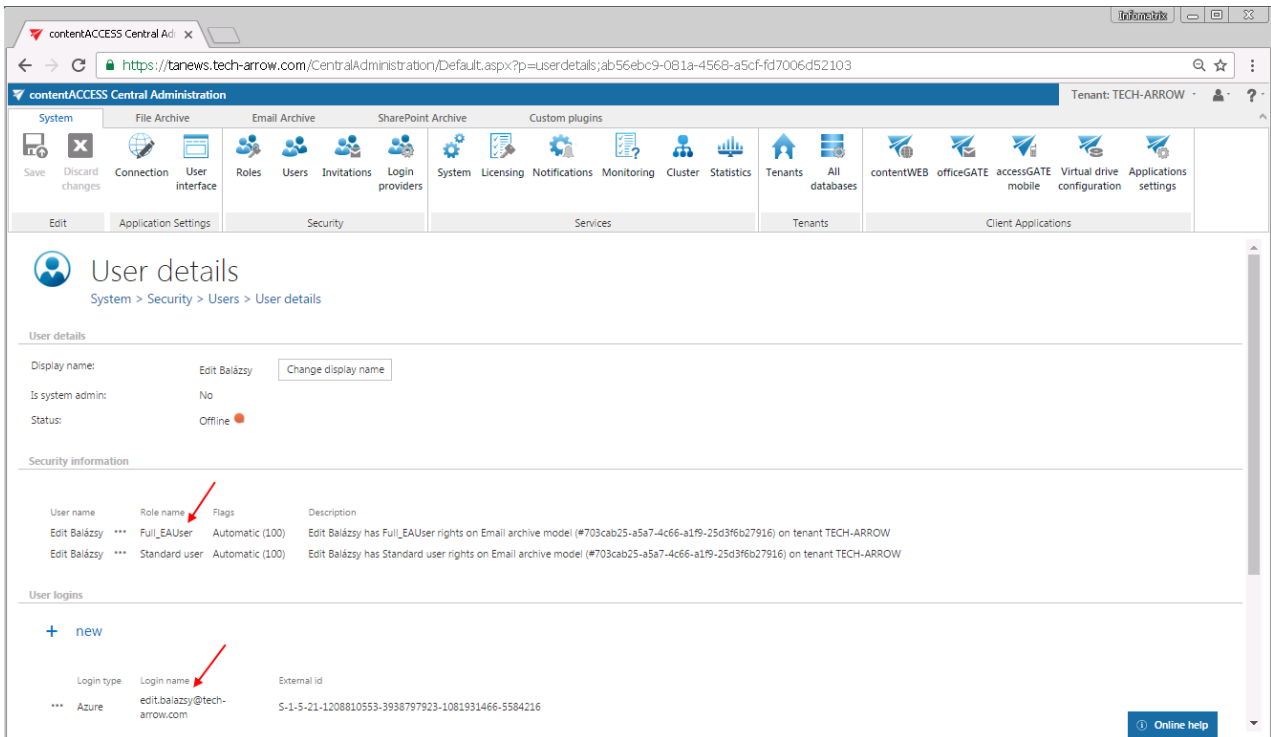 Infomatrix
contentACCESS Central Adı
https://tanews.tech-arrow.com/CentralAdministration/Default.aspx?p=userdetails;ab56ebc9-081a-4568-a5cf-fd7006d52103
contentACCESS Central Administration
Tenant: TECH-ARROW
?
System File Archive Email Archive SharePoint Archive Custom plugins
Save Discard changes Connection User interface Roles Users Invitations Login providers System Licensing Notifications Monitoring Cluster Statistics Tenants All databases contentWEB officeGATE accessGATE mobile Virtual drive configuration Applications settings
Edit Application Settings Security Services Tenants Client Applications
User details
System > Security > Users > User details
User details
Display name: Edit Balázsy Change display name
Is system admin: No
Status: Offline
Security information
User name Role name Flags Description
Edit Balázsy *** Full_EAUser Automatic (100) Edit Balázsy has Full_EAUser rights on Email archive model (#703cab25-a5a7-4c66-a1f9-25d3f6b27916) on tenant TECH-ARROW
Edit Balázsy *** Standard user Automatic (100) Edit Balázsy has Standard user rights on Email archive model (#703cab25-a5a7-4c66-a1f9-25d3f6b27916) on tenant TECH-ARROW
User logins
+ new
Login type Login name External id
*** Azure edit.balazsy@tech-
arrow.com S-1-5-21-1208810553-3938797923-1081931466-5584216
Online help